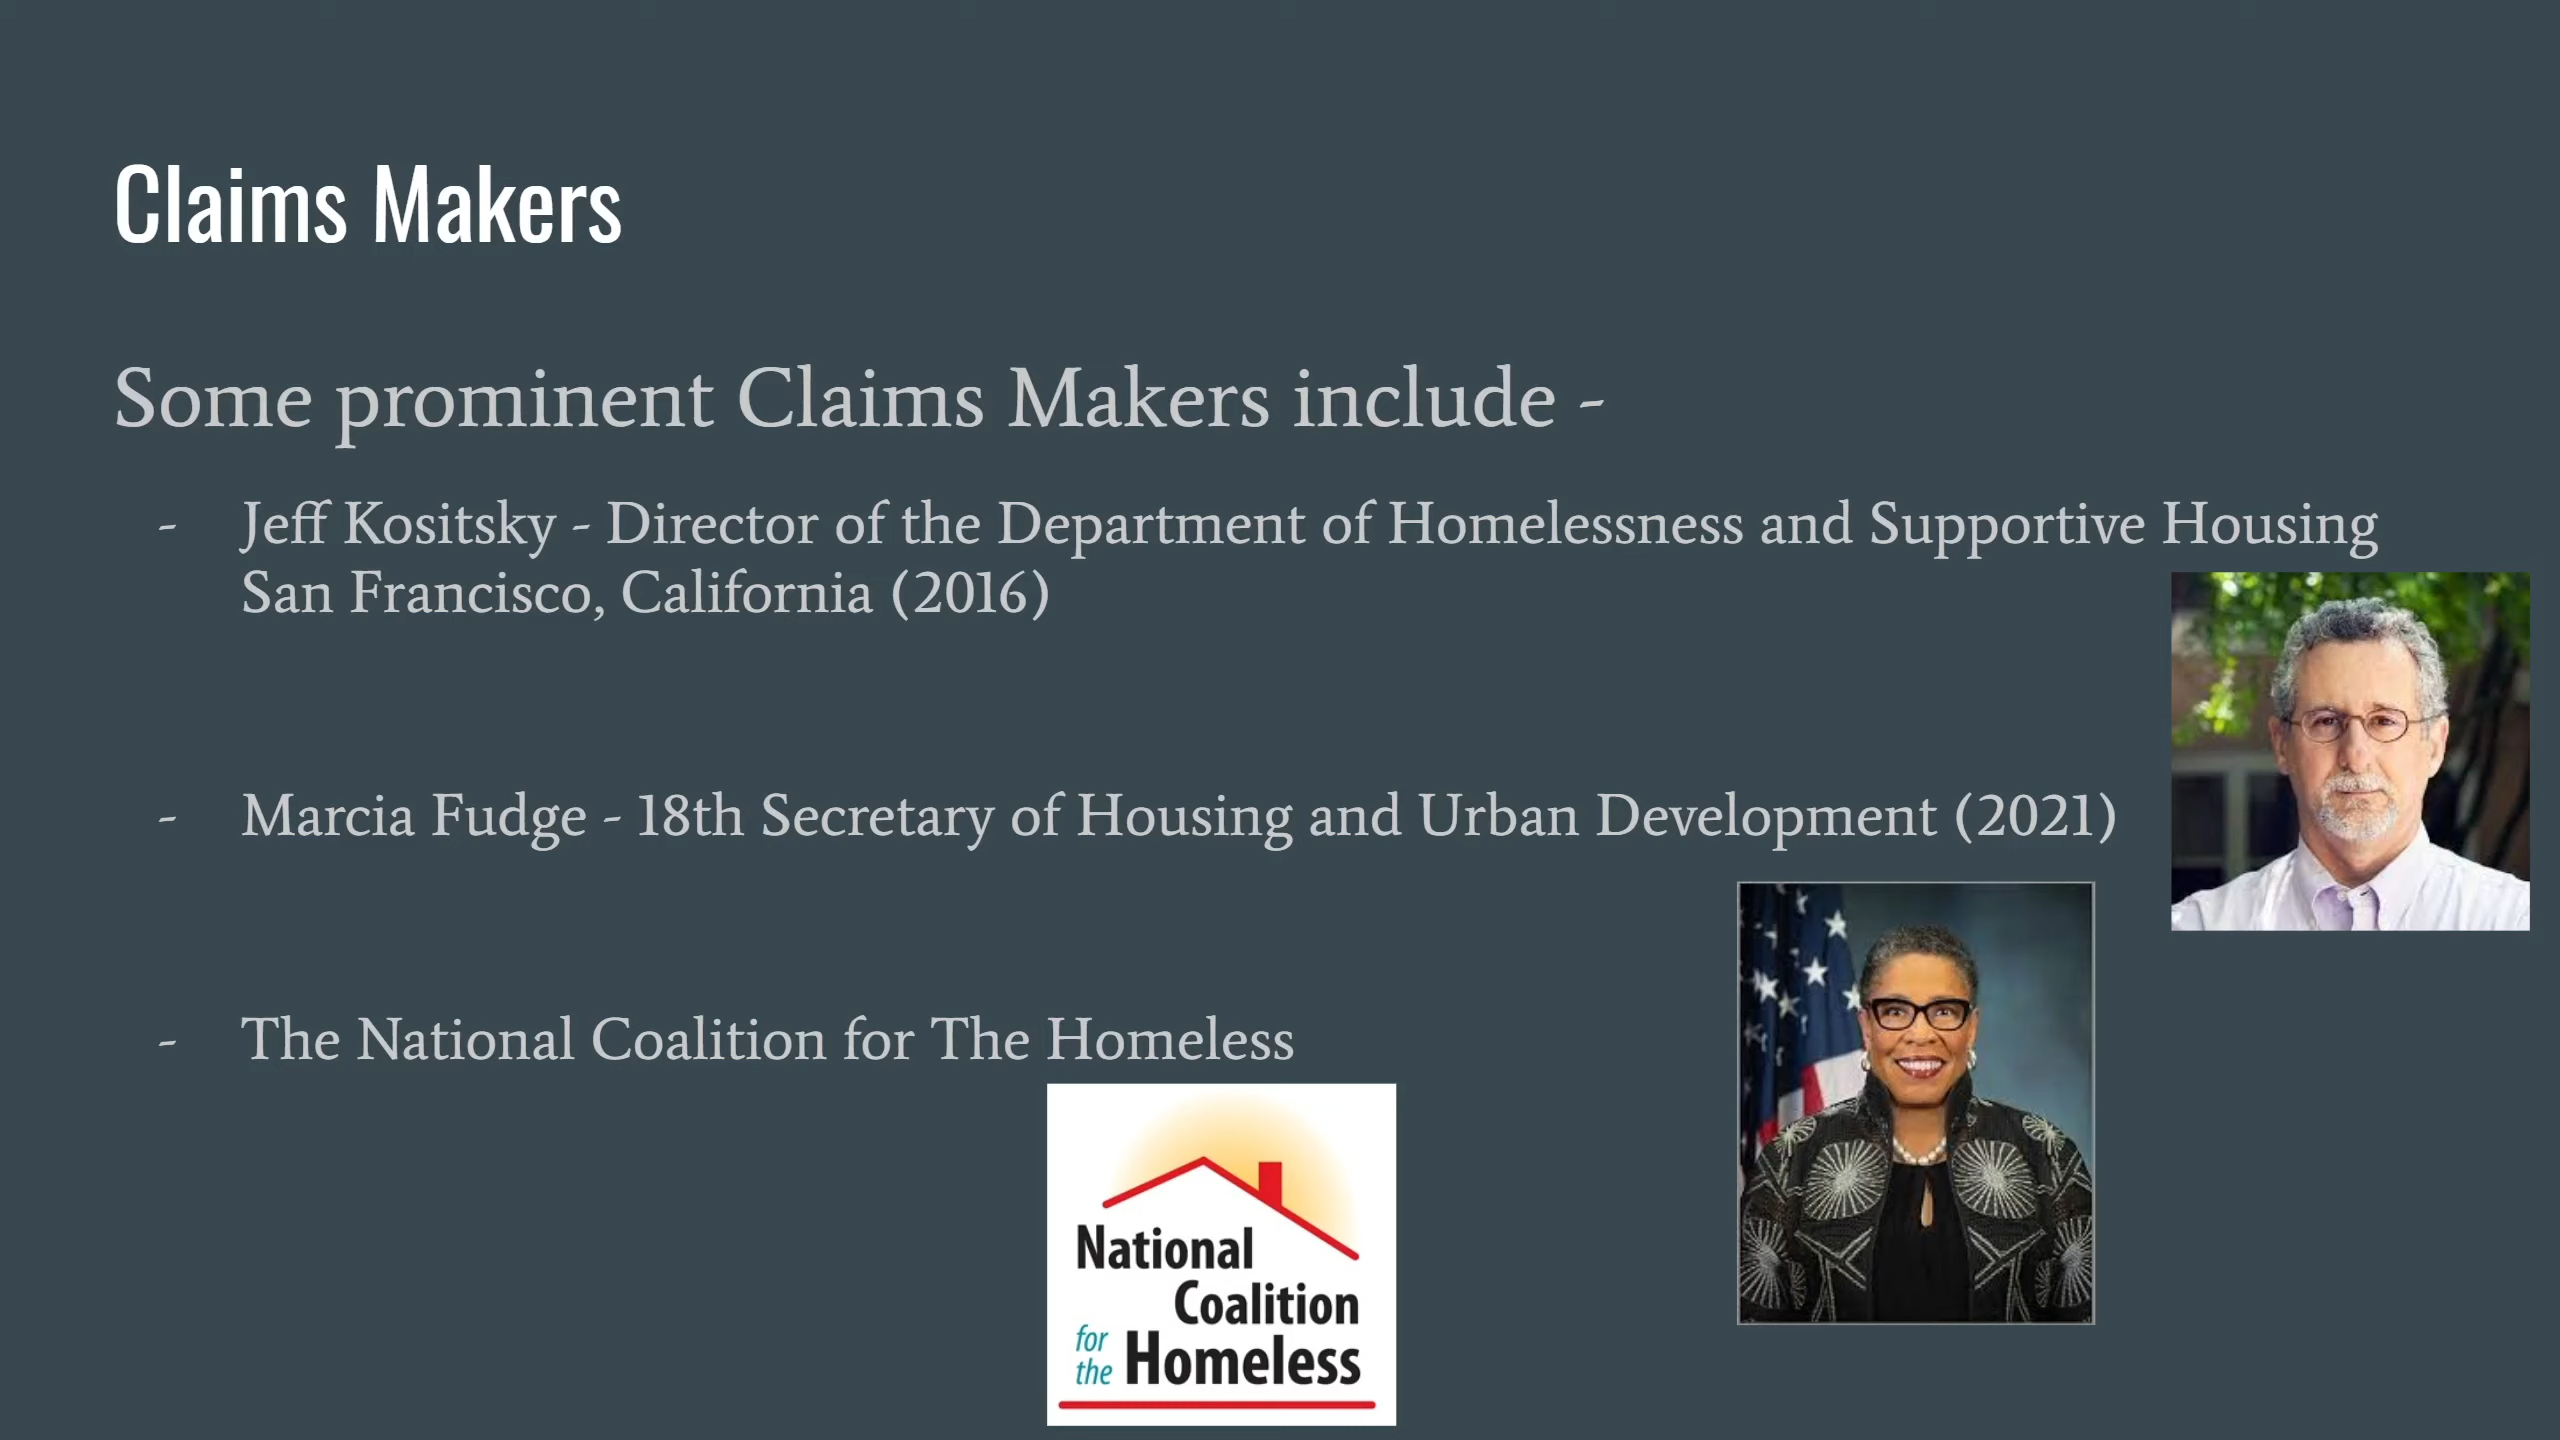 Claims Makers
Some prominent Claims Makers include -
- Jeff Kositsky - Director of the Department of Homelessness and Supportive Housing
San Francisco, California (2016)
- Marcia Fudge - 18th Secretary of Housing and Urban Development (2021)
- The National Coalition for The Homeless
National
Coalition
for
the Homeless